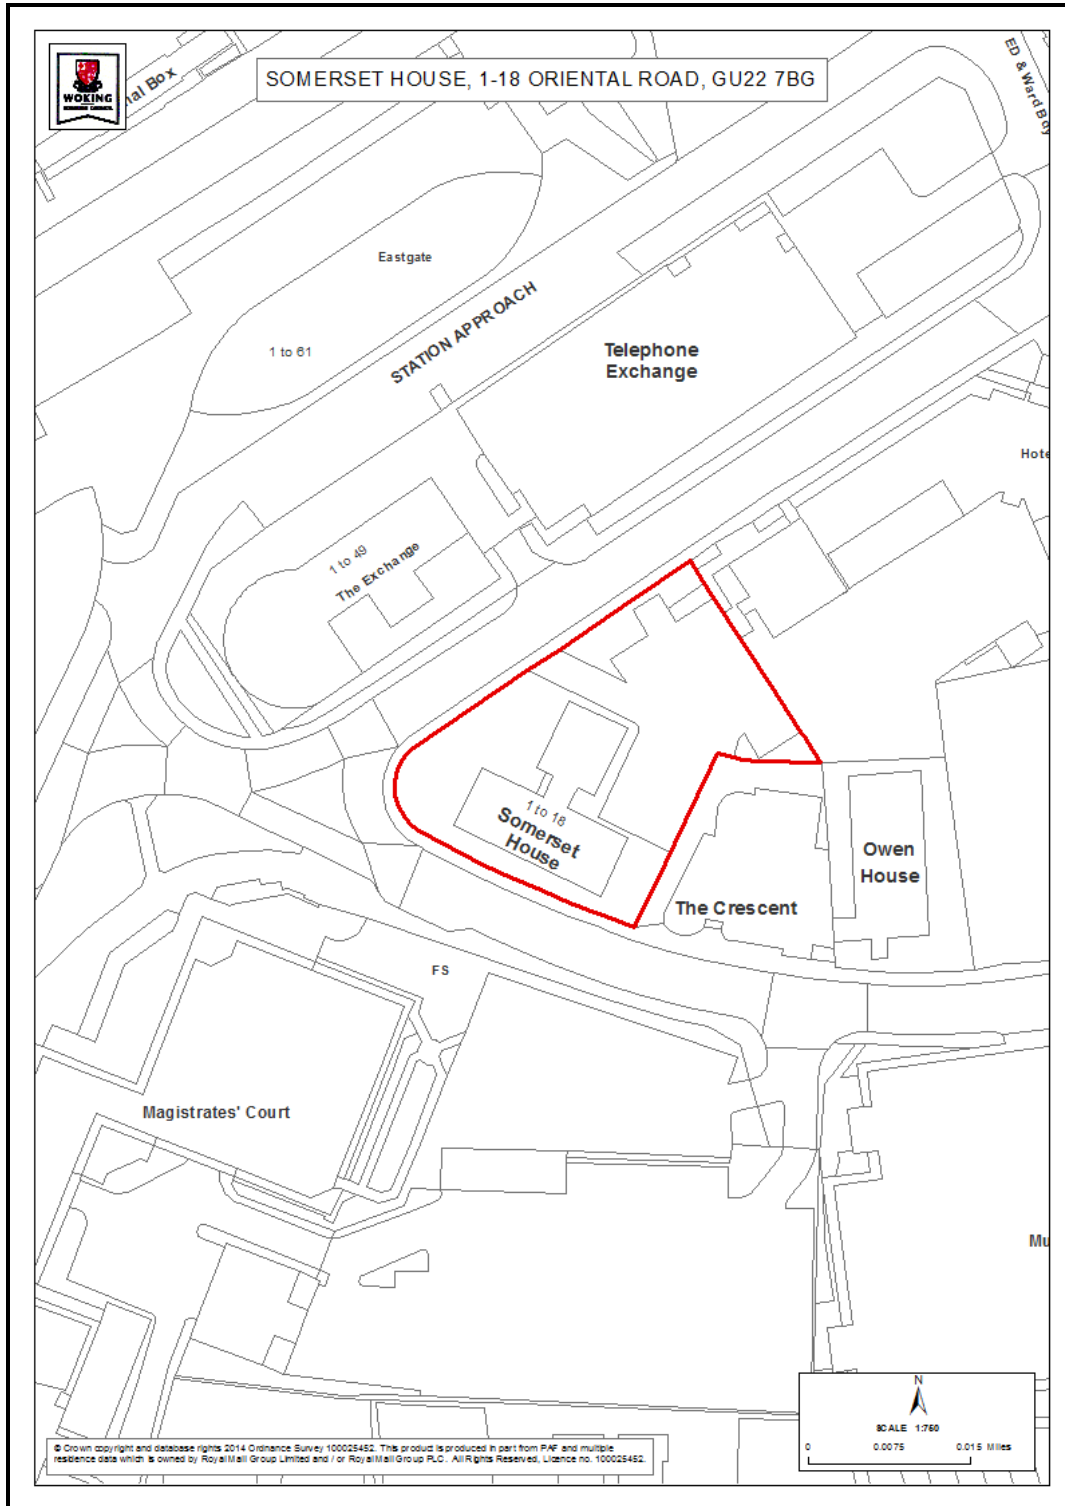 WOKING
BOROUGH COUNCIL
SOMERSET HOUSE, 1-18 ORIENTAL ROAD, GU22 7BG
nal Box
ED & Ward Bdy
Eastgate
STATION APPROACH
1 to 61
Telephone
Exchange
Hote
1 to 49
The Exchange
1 to 18
Somerset
House
Owen
House
The Crescent
FS
Magistrates' Court
Mu
N
SCALE 1:750
0 0.0075 0.015 Miles
© Crown copyright and database rights 2014 Ordnance Survey 100025452. This product is produced in part from PAF and multiple
residence data which is owned by Royal Mail Group Limited and / or Royal Mail Group PLC. All Rights Reserved, Licence no. 100025452.